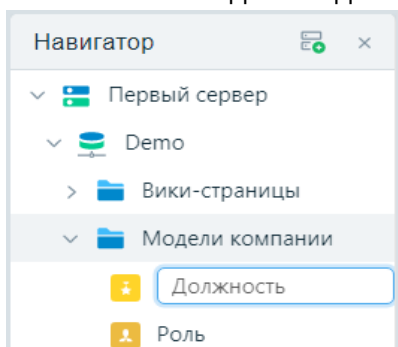 Навигатор
Первый сервер
Demo
Вики-страницы
Модели компании
Должность
Роль